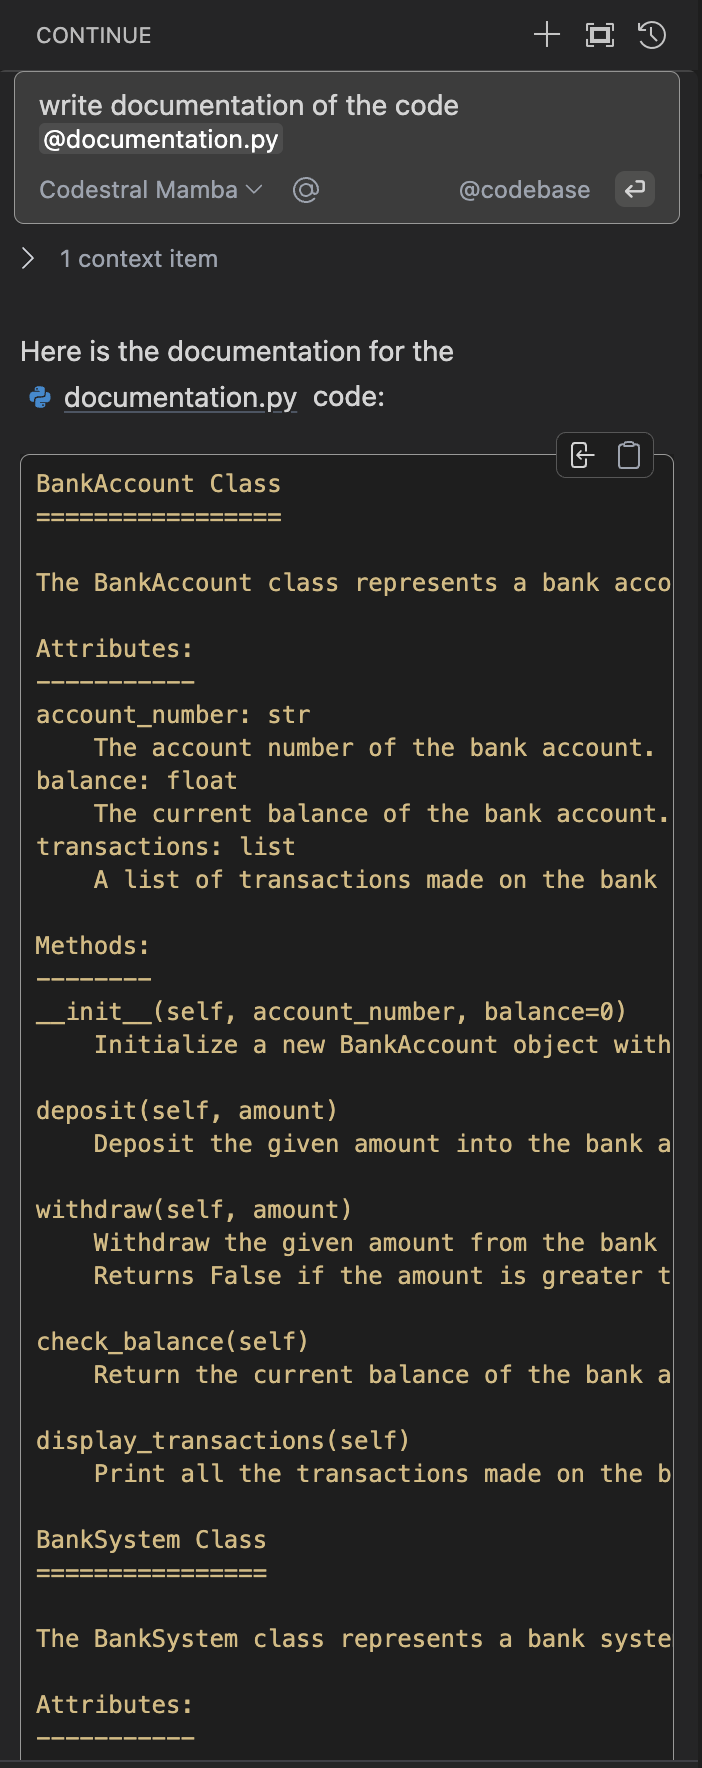 CONTINUE
write documentation of the code
@documentation.py
Codestral Mamba @codebase
1 context item
Here is the documentation for the
documentation.py code:
BankAccount Class
=================
The BankAccount class represents a bank acco
Attributes:
-----------
account_number: str
    The account number of the bank account.
balance: float
    The current balance of the bank account.
transactions: list
    A list of transactions made on the bank
Methods:
--------
__init__(self, account_number, balance=0)
    Initialize a new BankAccount object with
deposit(self, amount)
    Deposit the given amount into the bank a
withdraw(self, amount)
    Withdraw the given amount from the bank
    Returns False if the amount is greater t
check_balance(self)
    Return the current balance of the bank a
display_transactions(self)
    Print all the transactions made on the b
BankSystem Class
================
The BankSystem class represents a bank syste
Attributes:
-----------